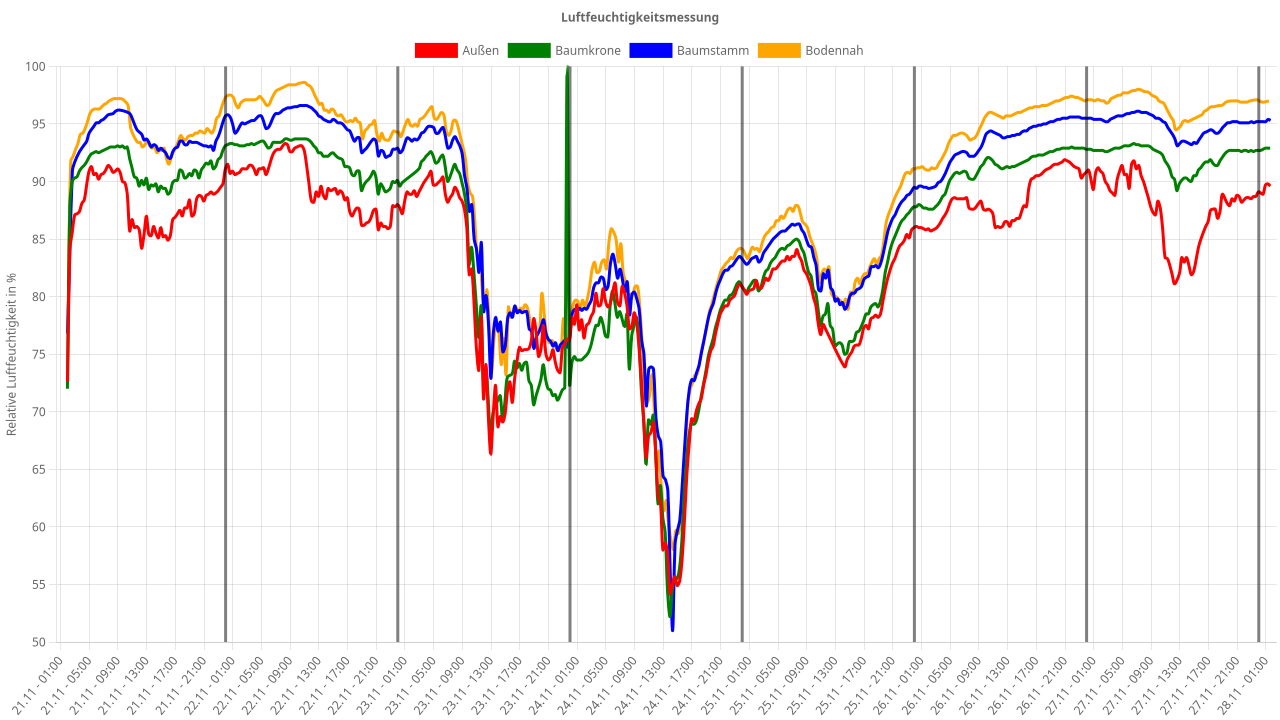 Luftfeuchtigkeitsmessung
Außen Baumkrone Baumstamm Bodennah
Relative Luftfeuchtigkeit in %
100
95
90
85
80
75
70
65
60
55
50
21.11 - 01:00
21.11 - 05:00
21.11 - 09:00
21.11 - 13:00
21.11 - 17:00
21.11 - 21:00
22.11 - 01:00
22.11 - 05:00
22.11 - 09:00
22.11 - 13:00
22.11 - 17:00
22.11 - 21:00
23.11 - 01:00
23.11 - 05:00
23.11 - 09:00
23.11 - 13:00
23.11 - 17:00
23.11 - 21:00
24.11 - 01:00
24.11 - 05:00
24.11 - 09:00
24.11 - 13:00
24.11 - 17:00
24.11 - 21:00
25.11 - 01:00
25.11 - 05:00
25.11 - 09:00
25.11 - 13:00
25.11 - 17:00
25.11 - 21:00
26.11 - 01:00
26.11 - 05:00
26.11 - 09:00
26.11 - 13:00
26.11 - 17:00
26.11 - 21:00
27.11 - 01:00
27.11 - 05:00
27.11 - 09:00
27.11 - 13:00
27.11 - 17:00
27.11 - 21:00
28.11 - 01:00